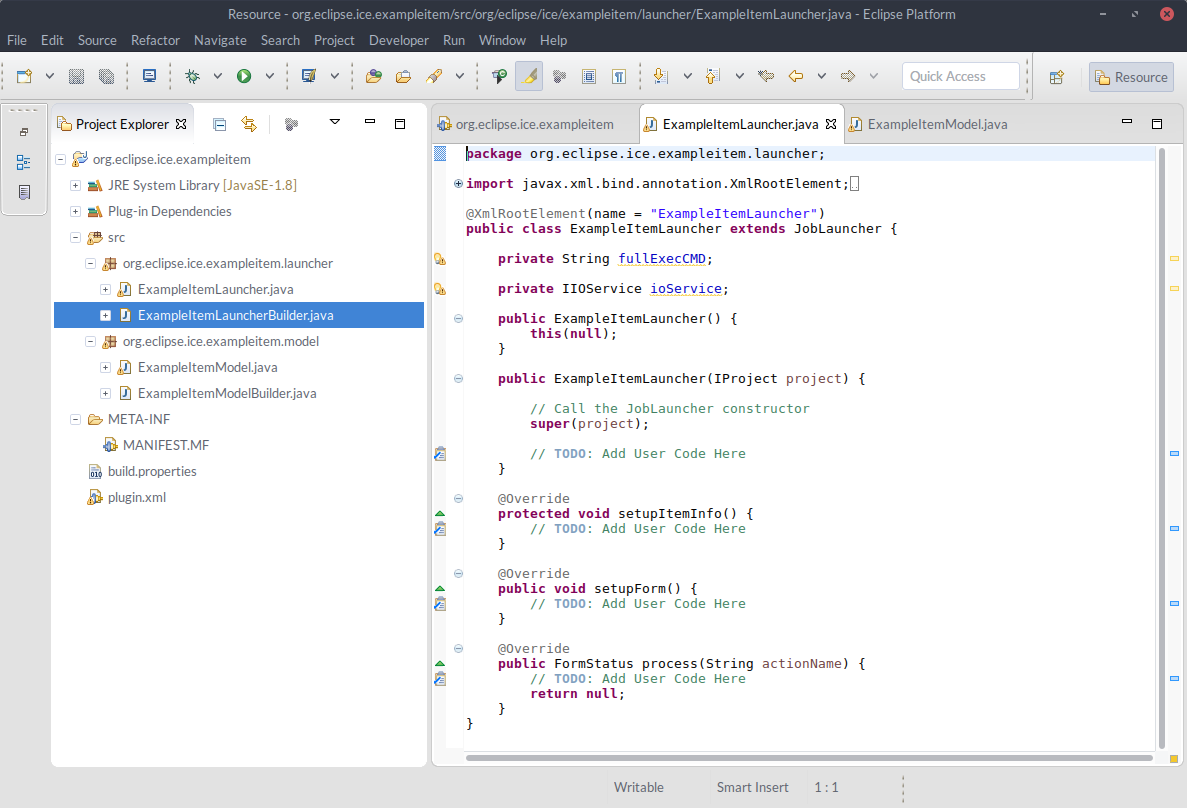 Resource - org.eclipse.ice.exampleitem/src/org/eclipse/ice/exampleitem/launcher/ExampleItemLauncher.java - Eclipse Platform
File Edit Source Refactor Navigate Search Project Developer Run Window Help
Quick Access
Resource
Project Explorer
org.eclipse.ice.exampleitem
JRE System Library [JavaSE-1.8]
Plug-in Dependencies
src
org.eclipse.ice.exampleitem.launcher
ExampleItemLauncher.java
ExampleItemLauncherBuilder.java
org.eclipse.ice.exampleitem.model
ExampleItemModel.java
ExampleItemModelBuilder.java
META-INF
MANIFEST.MF
build.properties
plugin.xml
org.eclipse.ice.exampleitem
ExampleItemLauncher.java
ExampleItemModel.java
package org.eclipse.ice.exampleitem.launcher;
import javax.xml.bind.annotation.XmlRootElement;
@XmlRootElement(name = "ExampleItemLauncher")
public class ExampleItemLauncher extends JobLauncher {
private String fullExecCMD;
private IIOService ioService;
public ExampleItemLauncher() {
this(null);
}
public ExampleItemLauncher(IProject project) {
// Call the JobLauncher constructor
super(project);
// TODO: Add User Code Here
}
@Override
protected void setupItemInfo() {
// TODO: Add User Code Here
}
@Override
public void setupForm() {
// TODO: Add User Code Here
}
@Override
public FormStatus process(String actionName) {
// TODO: Add User Code Here
return null;
}
}
Writable
Smart Insert
1 : 1